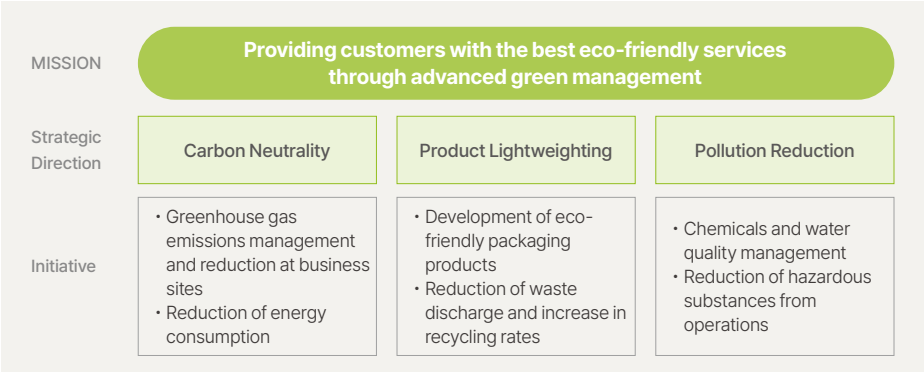 MISSION
Providing customers with the best eco-friendly services
through advanced green management
Strategic
Direction
Carbon Neutrality
Product Lightweighting
Pollution Reduction
Initiative
・Greenhouse gas
emissions management
and reduction at business
sites
・Reduction of energy
consumption
・Development of eco-
friendly packaging
products
・Reduction of waste
discharge and increase in
recycling rates
・Chemicals and water
quality management
・Reduction of hazardous
substances from
operations